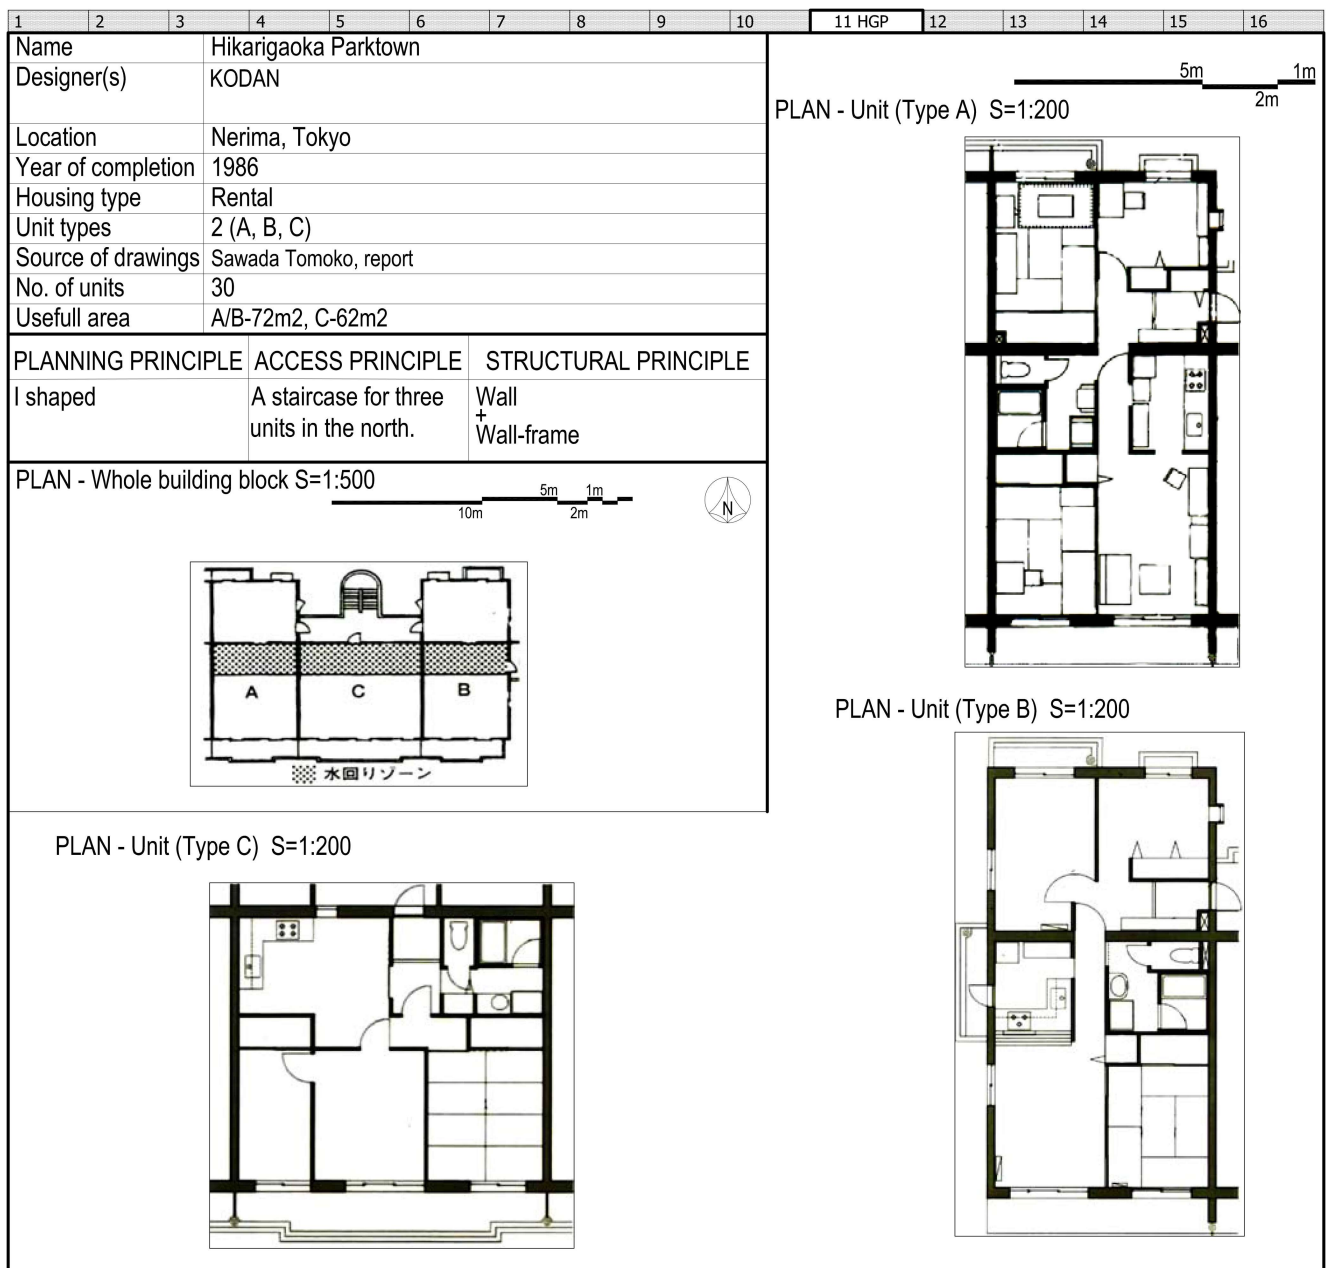 1 2 3 4 5 6 7 8 9 10 11 HGP 12 13 14 15 16
Name Hikarigaoka Parktown
Designer(s) KODAN
Location Nerima, Tokyo
Year of completion 1986
Housing type Rental
Unit types 2 (A, B, C)
Source of drawings Sawada Tomoko, report
No. of units 30
Usefull area A/B-72m2, C-62m2
PLANNING PRINCIPLE ACCESS PRINCIPLE STRUCTURAL PRINCIPLE
I shaped
A staircase for three
units in the north.
Wall
+
Wall-frame
PLAN - Whole building block S=1:500
5m 1m
10m 2m
N
A C B
水回りゾーン
5m 1m
2m
PLAN - Unit (Type A) S=1:200
PLAN - Unit (Type B) S=1:200
PLAN - Unit (Type C) S=1:200